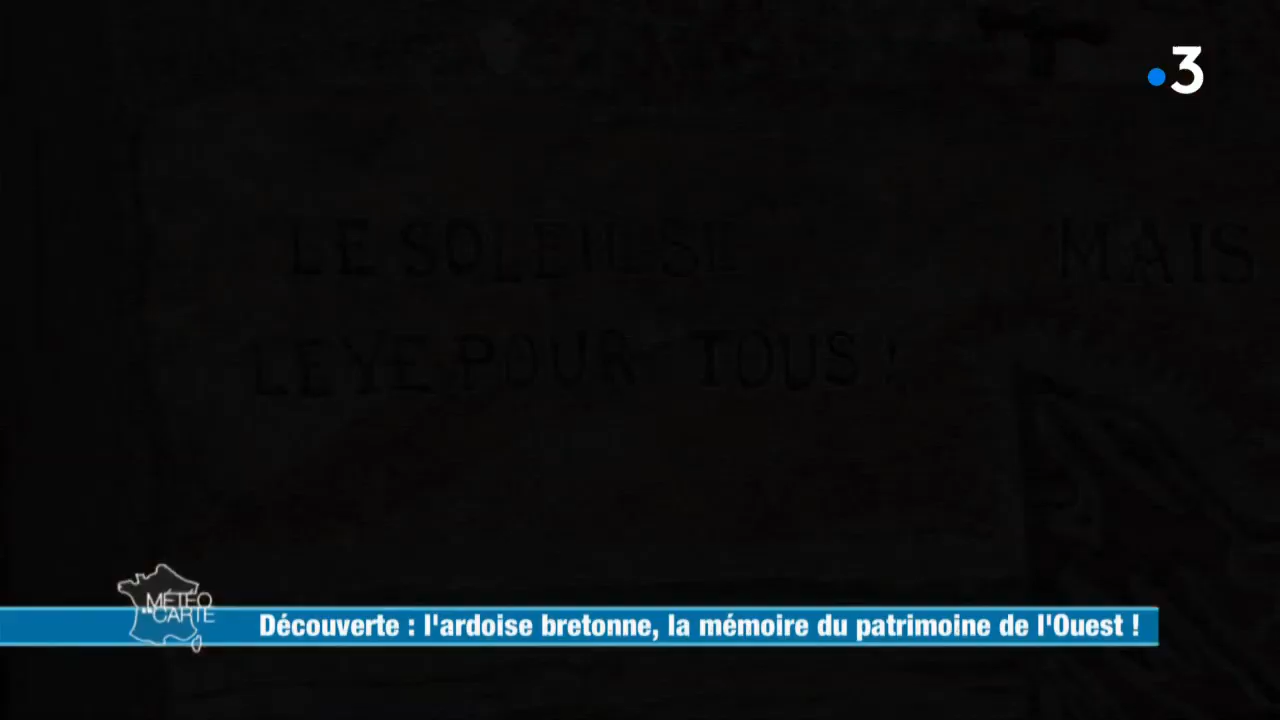 3
LE SOLEIL SE
MAIS
LEVE POUR TOUS !
MÉTÉO
à la CARTE
Découverte : l'ardoise bretonne, la mémoire du patrimoine de l'Ouest !